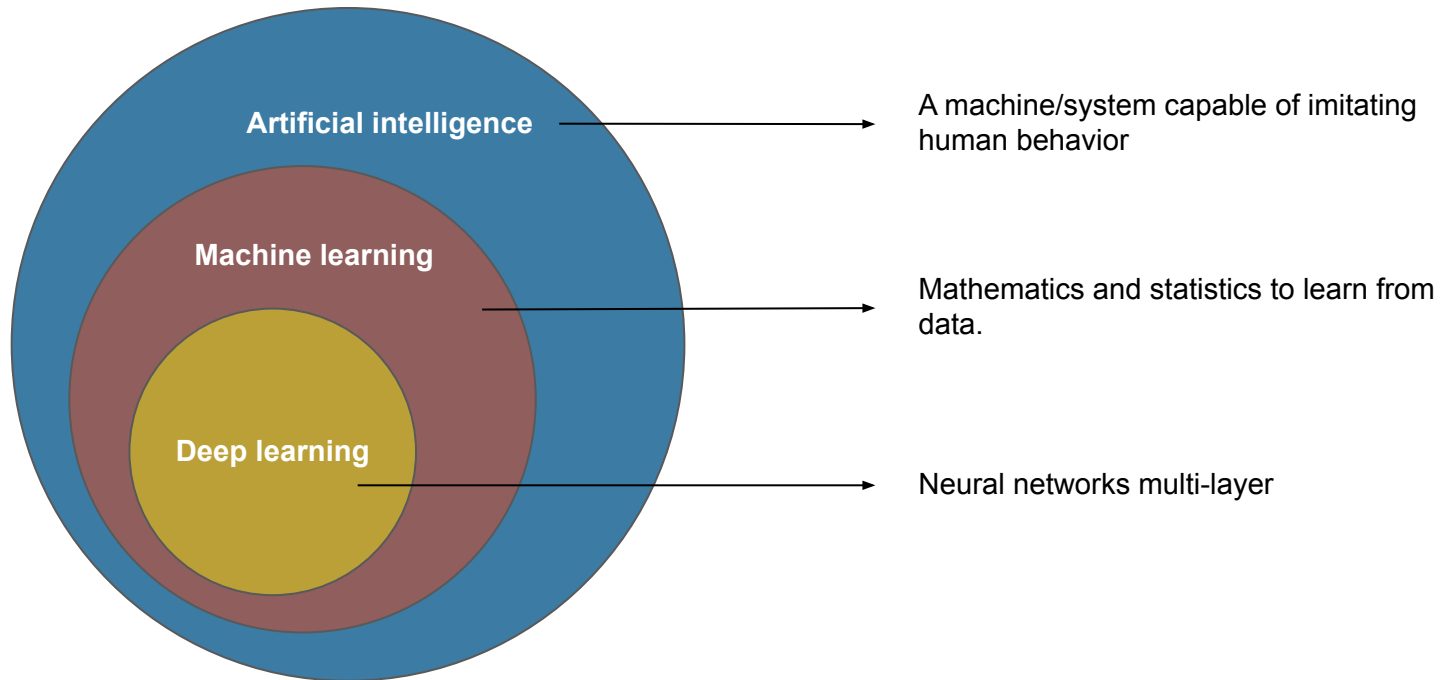 Artificial intelligence
A machine/system capable of imitating
human behavior
Machine learning
Mathematics and statistics to learn from
data.
Deep learning
Neural networks multi-layer